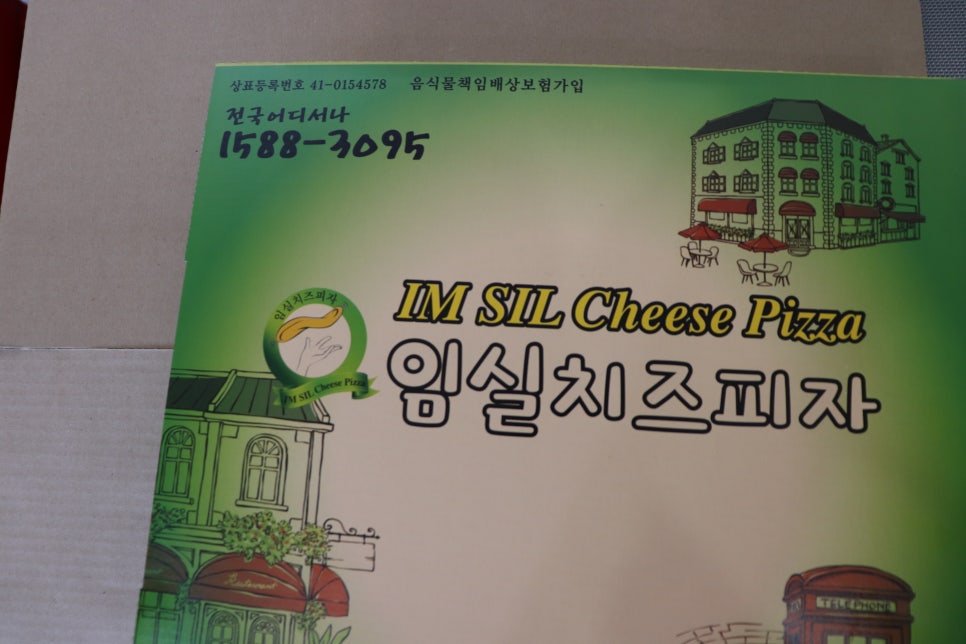 상표등록번호 41-0154578 음식물책임배상보험가입
전국어디서나
1588-3095
IM SIL Cheese Pizza
임실치즈피자
임실치즈피자
IM SIL Cheese Pizza
Restaurant
TELEPHONE